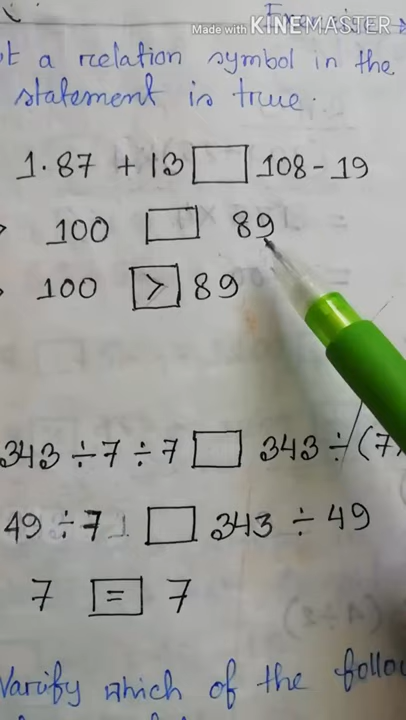 Made with KINEMASTER
a relation symbol in the
statement is true.
1. 87 + 13 □ 108 - 19
100 □ 89
100 > 89
343 ÷ 7 ÷ 7 □ 343 ÷ (7
49 ÷ 7 □ 343 ÷ 49
7 = 7
Varify which of the